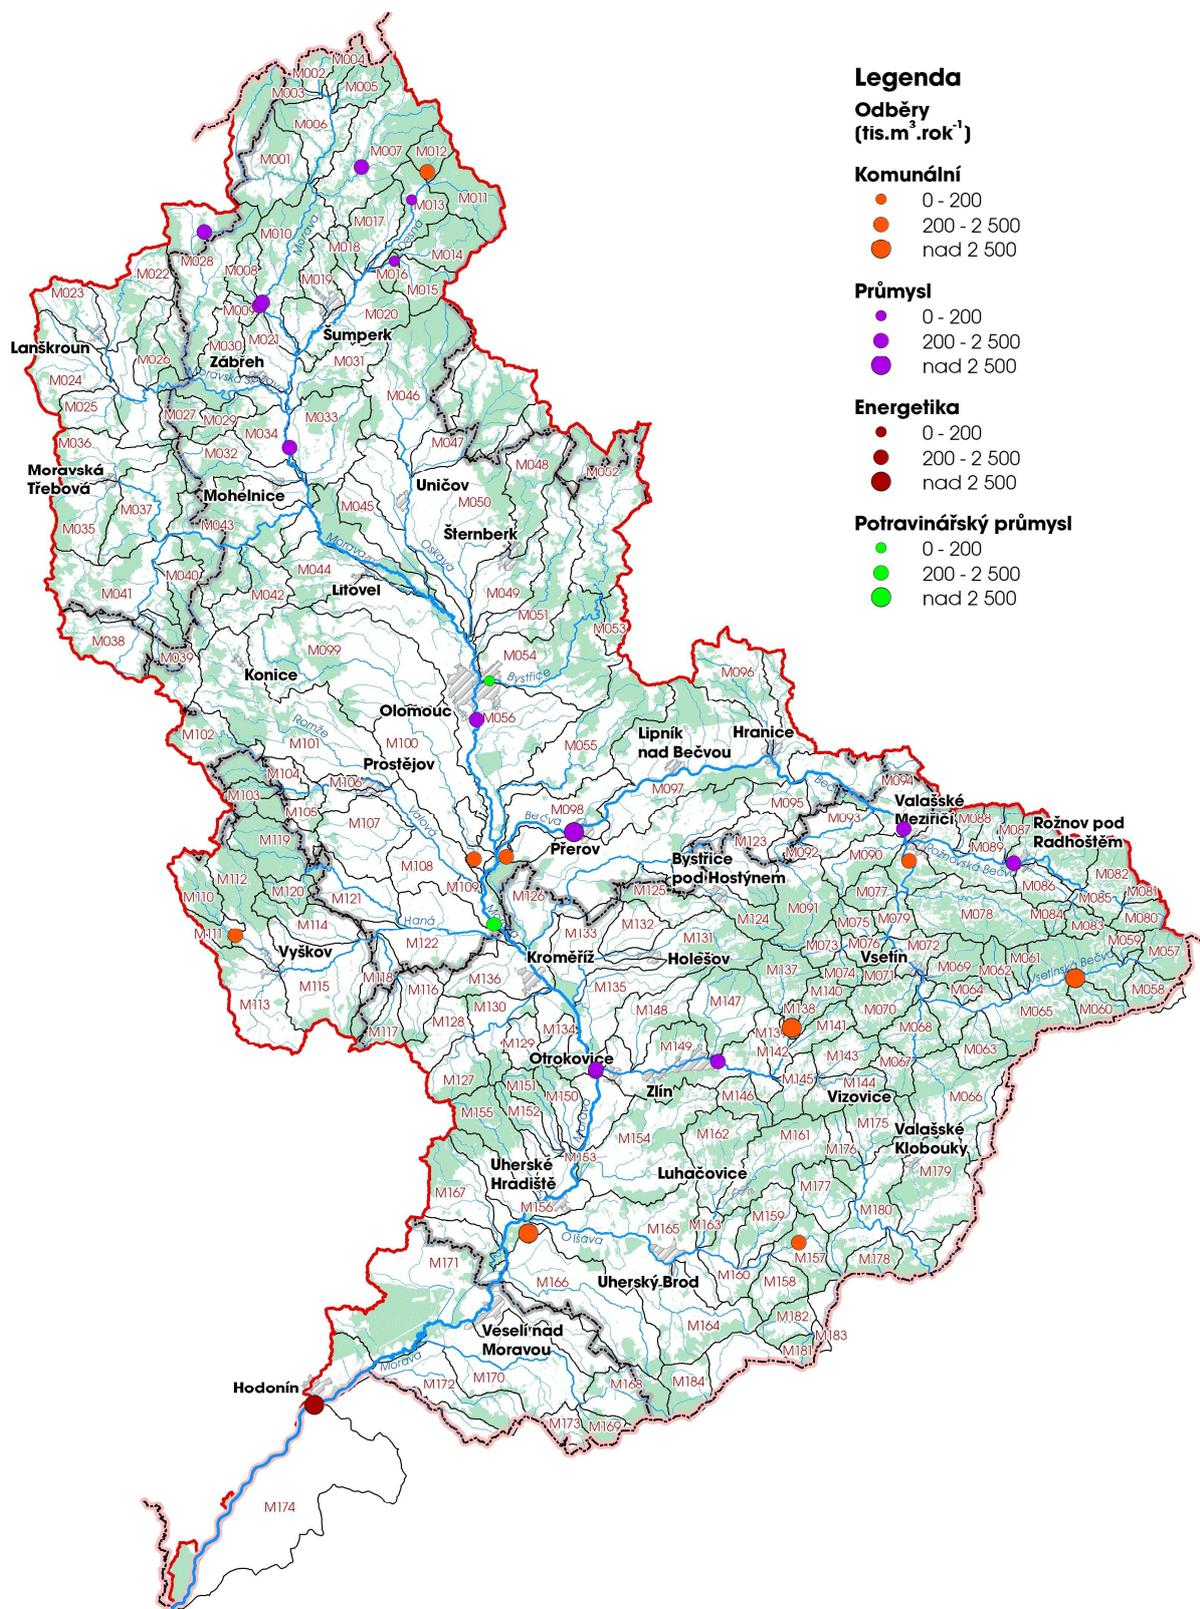 Legenda
Odběry
(tis.m³.rok⁻¹)
Komunální
0 - 200
200 - 2 500
nad 2 500
Průmysl
0 - 200
200 - 2 500
nad 2 500
Energetika
0 - 200
200 - 2 500
nad 2 500
Potravinářský průmysl
0 - 200
200 - 2 500
nad 2 500
M004
M002
M003
M005
M006
M007
M012
M001
M011
M013
M017
M010
Morava
M018
Desná
M014
M028
M022
M008
M019
M016
M015
M023
M009
M020
M021
Šumperk
Lanškroun
M030
Zábřeh
M026
M031
M024
M046
M025
M027
M029
M033
M034
M036
M047
M032
M048
M052
Moravská
Třebová
Mohelnice
Uničov
M037
M045
M050
M035
M043
Šternberk
Morava
Oskava
M044
M040
Litovel
M041
M042
M049
M051
M038
M053
M039
M099
M054
Konice
Bystřice
M096
Olomouc
M056
Romže
M102
M101
M100
M055
Lipník
nad Bečvou
Hranice
Prostějov
M104
M106
M103
M097
M094
M105
M107
Valová
M098
Bečva
M095
Valašské
Meziříčí
M093
M088
M087
Rožnov pod
Radhoštěm
M119
Přerov
M123
M089
M092
M090
Bystřice
pod Hostýnem
Rožnovská Bečva
M108
M112
M109
M120
M126
M125
M086
M082
M110
M121
M077
M081
M085
M091
M078
M084
M080
M111
M114
Haná
M124
M075
M079
M132
M133
M083
M122
M131
M073
M076
M072
M059
M057
Vyškov
Kroměříž
Holešov
Vsetín
M061
M118
M115
M136
M137
M074
M071
M069
M062
Vsetínská Bečva
M116
M135
M140
M064
M058
M113
M130
M147
M148
M138
M070
M065
M060
M128
M117
M134
M141
M068
M129
M149
M142
M143
M063
Otrokovice
M067
M127
M151
Zlín
M145
M144
M150
M146
Vizovice
M066
M155
M152
Morava
M175
M154
M162
M161
Valašské
Klobouky
M176
M153
Uherské
Hradiště
Luhačovice
M179
M167
M177
M156
M159
M180
M165
M163
Olšava
M171
M157
M178
M160
M166
Uherský Brod
M158
M182
M164
Veselí nad
Moravou
M183
M181
Morava
M170
M172
M168
M184
Hodonín
M173
M169
M174